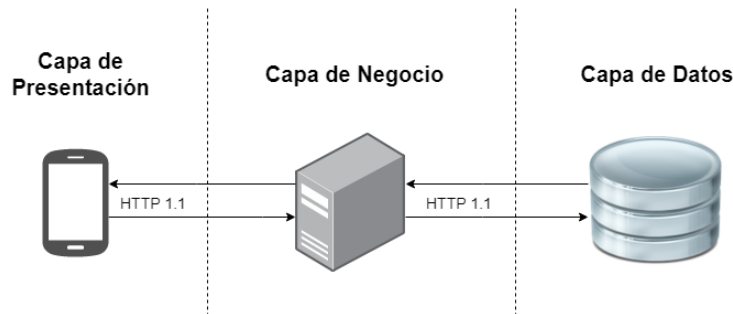 Capa de
Presentación
Capa de Negocio
Capa de Datos
HTTP 1.1
HTTP 1.1